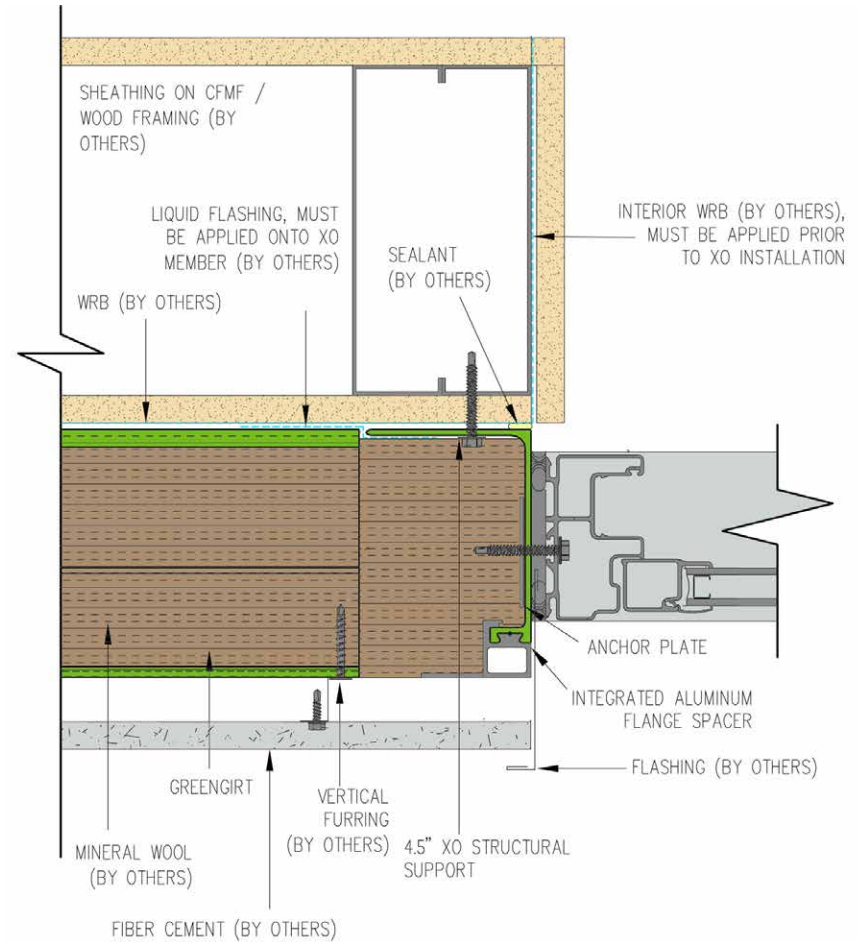 SHEATHING ON CFMF /
WOOD FRAMING (BY
OTHERS)
LIQUID FLASHING, MUST
BE APPLIED ONTO XO
MEMBER (BY OTHERS)
WRB (BY OTHERS)
SEALANT
(BY OTHERS)
INTERIOR WRB (BY OTHERS),
MUST BE APPLIED PRIOR
TO XO INSTALLATION
ANCHOR PLATE
INTEGRATED ALUMINUM
FLANGE SPACER
FLASHING (BY OTHERS)
GREENGIRT
VERTICAL
FURRING
(BY OTHERS)
4.5" XO STRUCTURAL
SUPPORT
MINERAL WOOL
(BY OTHERS)
FIBER CEMENT (BY OTHERS)